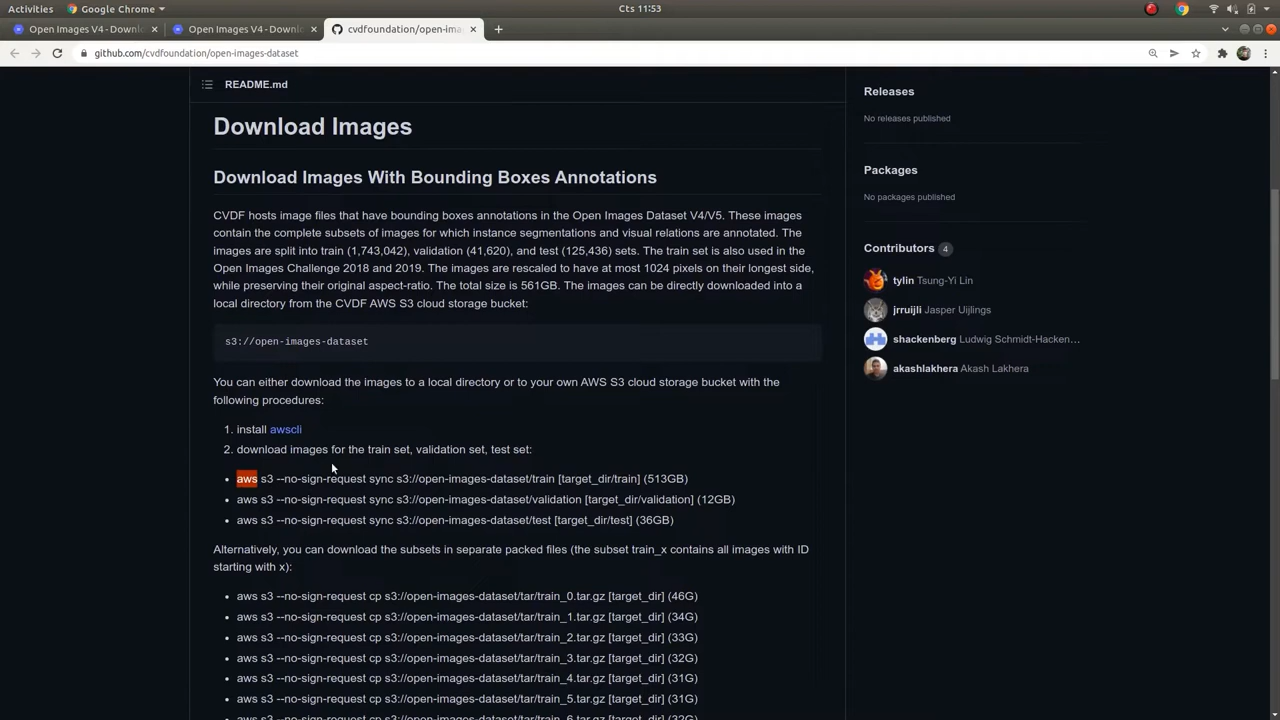 Activities
Google Chrome
Cts 11:53
Open Images V4 - Downl
Open Images V4 - Downl
cvdfoundation/open-ima
github.com/cvdfoundation/open-images-dataset
README.md
Download Images
Download Images With Bounding Boxes Annotations
CVDF hosts image files that have bounding boxes annotations in the Open Images Dataset V4/V5. These images
contain the complete subsets of images for which instance segmentations and visual relations are annotated. The
images are split into train (1,743,042), validation (41,620), and test (125,436) sets. The train set is also used in the
Open Images Challenge 2018 and 2019. The images are rescaled to have at most 1024 pixels on their longest side,
while preserving their original aspect-ratio. The total size is 561GB. The images can be directly downloaded into a
local directory from the CVDF AWS S3 cloud storage bucket:
s3://open-images-dataset
You can either download the images to a local directory or to your own AWS S3 cloud storage bucket with the
following procedures:
1. install awscli
2. download images for the train set, validation set, test set:
• aws s3 --no-sign-request sync s3://open-images-dataset/train [target_dir/train] (513GB)
• aws s3 --no-sign-request sync s3://open-images-dataset/validation [target_dir/validation] (12GB)
• aws s3 --no-sign-request sync s3://open-images-dataset/test [target_dir/test] (36GB)
Alternatively, you can download the subsets in separate packed files (the subset train_x contains all images with ID
starting with x):
• aws s3 --no-sign-request cp s3://open-images-dataset/tar/train_0.tar.gz [target_dir] (46G)
• aws s3 --no-sign-request cp s3://open-images-dataset/tar/train_1.tar.gz [target_dir] (34G)
• aws s3 --no-sign-request cp s3://open-images-dataset/tar/train_2.tar.gz [target_dir] (33G)
• aws s3 --no-sign-request cp s3://open-images-dataset/tar/train_3.tar.gz [target_dir] (32G)
• aws s3 --no-sign-request cp s3://open-images-dataset/tar/train_4.tar.gz [target_dir] (31G)
• aws s3 --no-sign-request cp s3://open-images-dataset/tar/train_5.tar.gz [target_dir] (31G)
• aws s3 --no-sign-request cp s3://open-images-dataset/tar/train_6.tar.gz [target_dir] (32G)
Releases
No releases published
Packages
No packages published
Contributors 4
tylin Tsung-Yi Lin
jrruijli Jasper Uijlings
shackenberg Ludwig Schmidt-Hacken…
akashlakhera Akash Lakhera